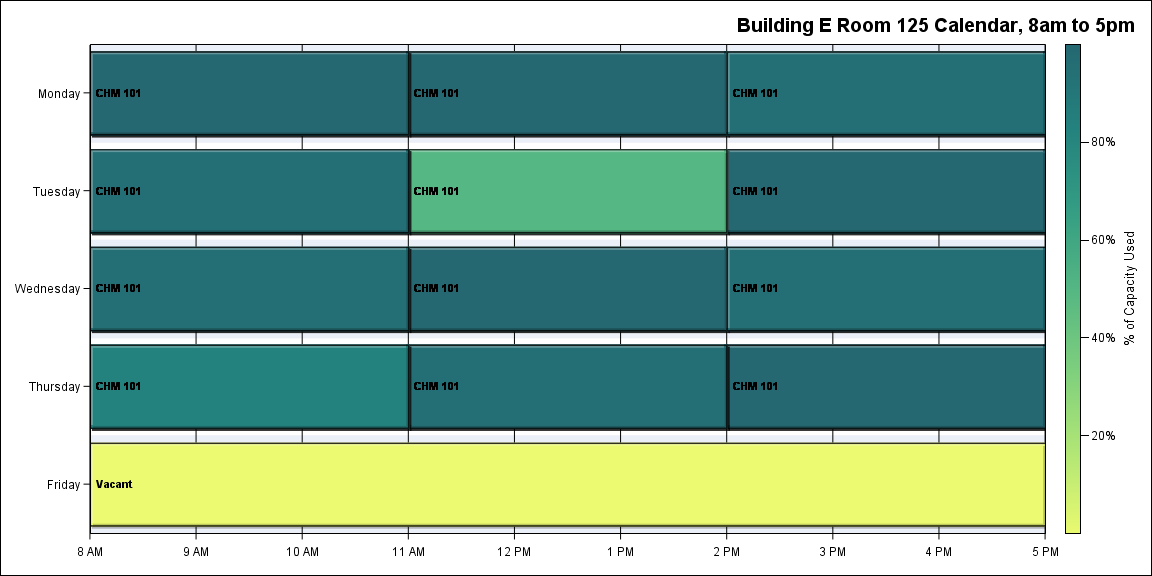 Building E Room 125 Calendar, 8am to 5pm
Monday
CHM 101
CHM 101
CHM 101
Tuesday
CHM 101
CHM 101
CHM 101
Wednesday
CHM 101
CHM 101
CHM 101
Thursday
CHM 101
CHM 101
CHM 101
Friday
Vacant
8 AM
9 AM
10 AM
11 AM
12 PM
1 PM
2 PM
3 PM
4 PM
5 PM
80%
60%
40%
20%
% of Capacity Used